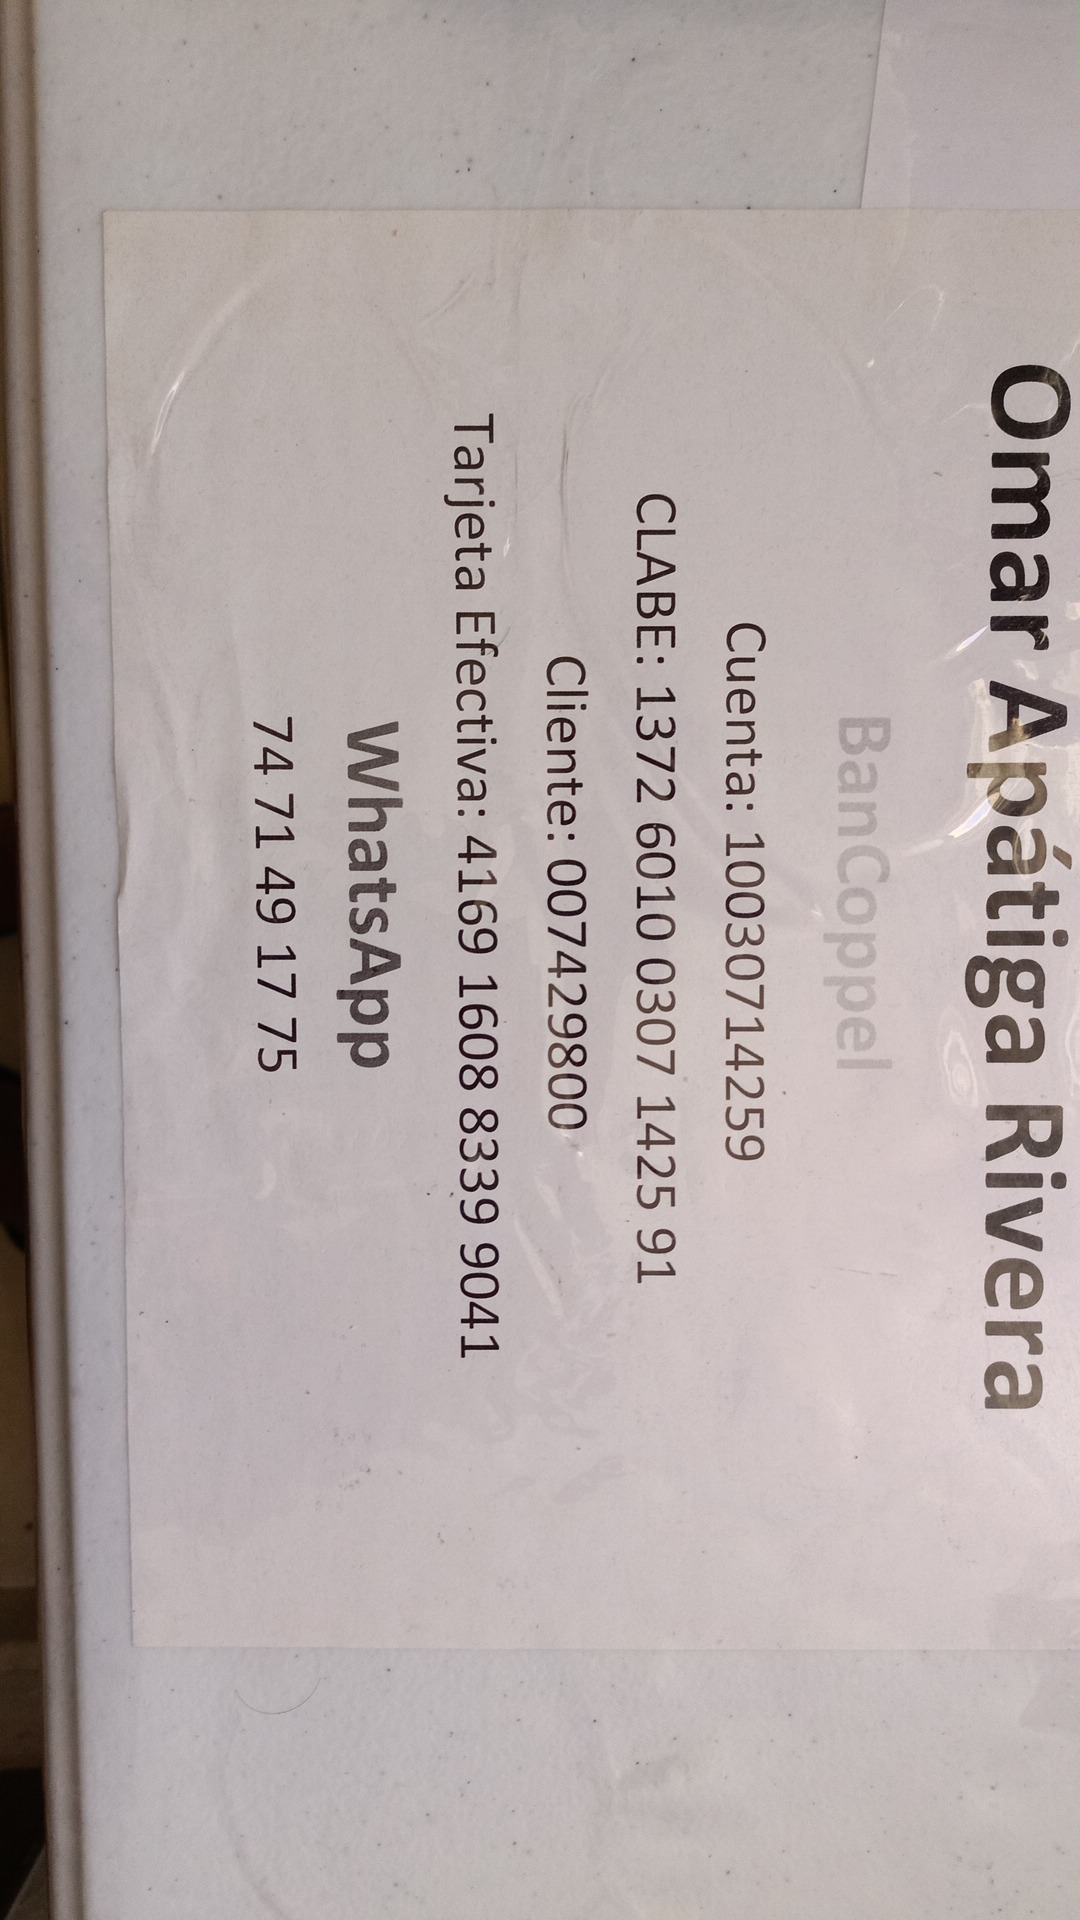 Omar Apátiga Rivera
BanCoppel
Cuenta: 10030714259
CLABE: 1372 6010 0307 1425 91
Cliente: 007429800
Tarjeta Efectiva: 4169 1608 8339 9041
WhatsApp
74 71 49 17 75